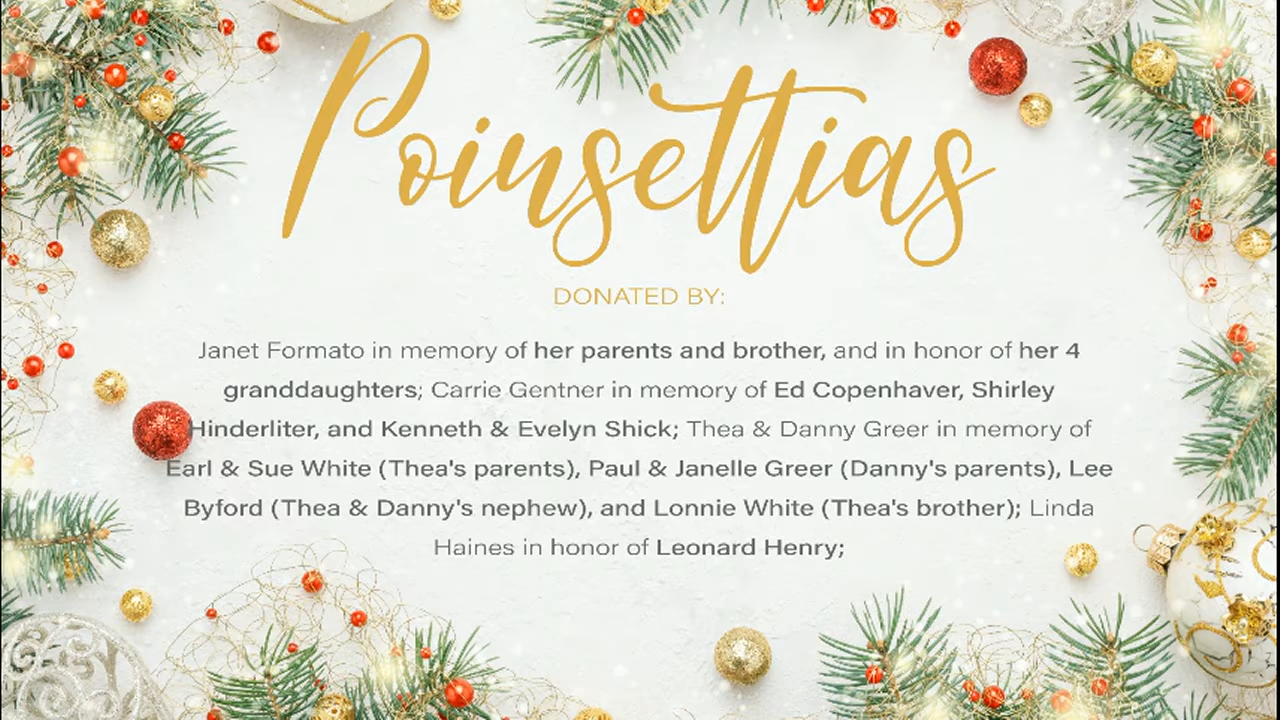 Poinsettias
DONATED BY:
Janet Formato in memory of her parents and brother, and in honor of her 4
granddaughters; Carrie Gentner in memory of Ed Copenhaver, Shirley
Hinderliter, and Kenneth & Evelyn Shick; Thea & Danny Greer in memory of
Earl & Sue White (Thea's parents), Paul & Janelle Greer (Danny's parents), Lee
Byford (Thea & Danny's nephew), and Lonnie White (Thea's brother); Linda
Haines in honor of Leonard Henry;